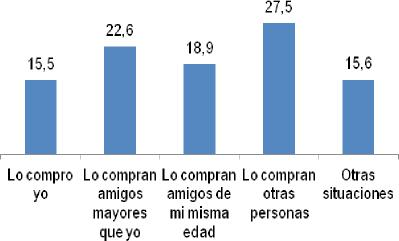 15,5
22,6
18,9
27,5
15,6
Lo compro
yo
Lo compran
amigos
mayores
que yo
Lo compran
amigos de
mi misma
edad
Lo compran
otras
personas
Otras
situaciones